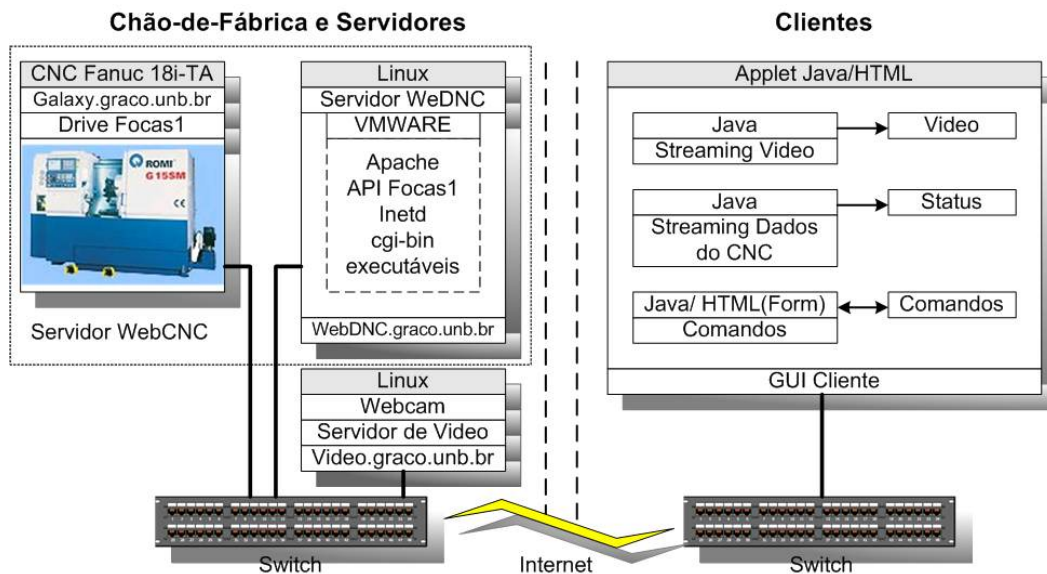 Chão-de-Fábrica e Servidores
CNC Fanuc 18i-TA
Galaxy.graco.unb.br
Drive Focas1
ROMI
G15SM
CE
Servidor WebCNC
Linux
Servidor WeDNC
VMWARE
Apache
API Focas1
Inetd
cgi-bin
executáveis
WebDNC.graco.unb.br
Linux
Webcam
Servidor de Video
Video.graco.unb.br
Switch
Internet
Clientes
Applet Java/HTML
Java
Streaming Video
Video
Java
Streaming Dados
do CNC
Status
Java/ HTML(Form)
Comandos
Comandos
GUI Cliente
Switch